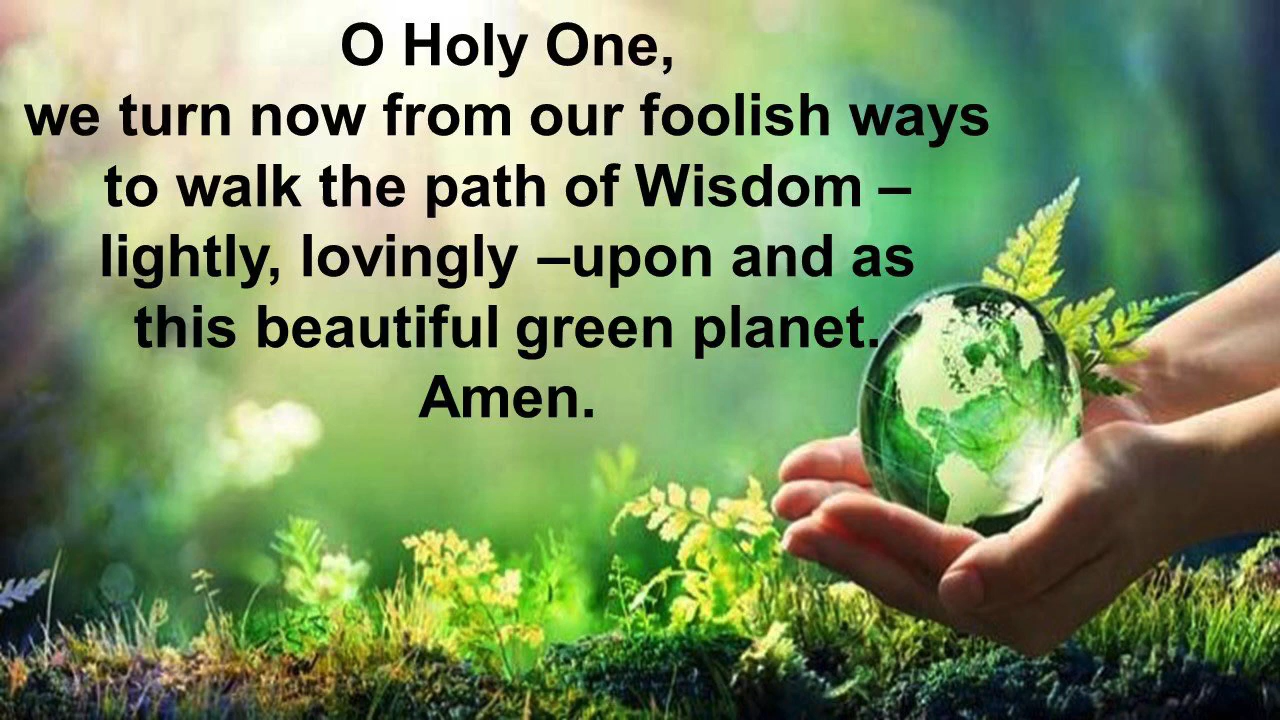 O Holy One,
we turn now from our foolish ways
to walk the path of Wisdom –
lightly, lovingly –upon and as
this beautiful green planet.
Amen.